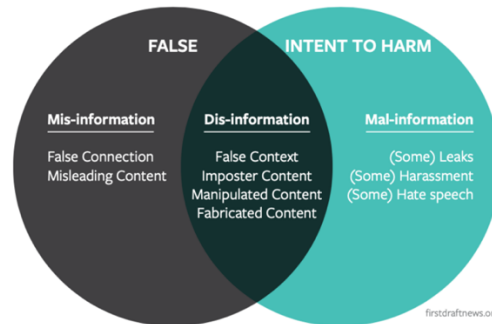 FALSE
INTENT TO HARM
Mis-information
False Connection
Misleading Content
Dis-information
False Context
Imposter Content
Manipulated Content
Fabricated Content
Mal-information
(Some) Leaks
(Some) Harassment
(Some) Hate speech
firstdraftnews.or